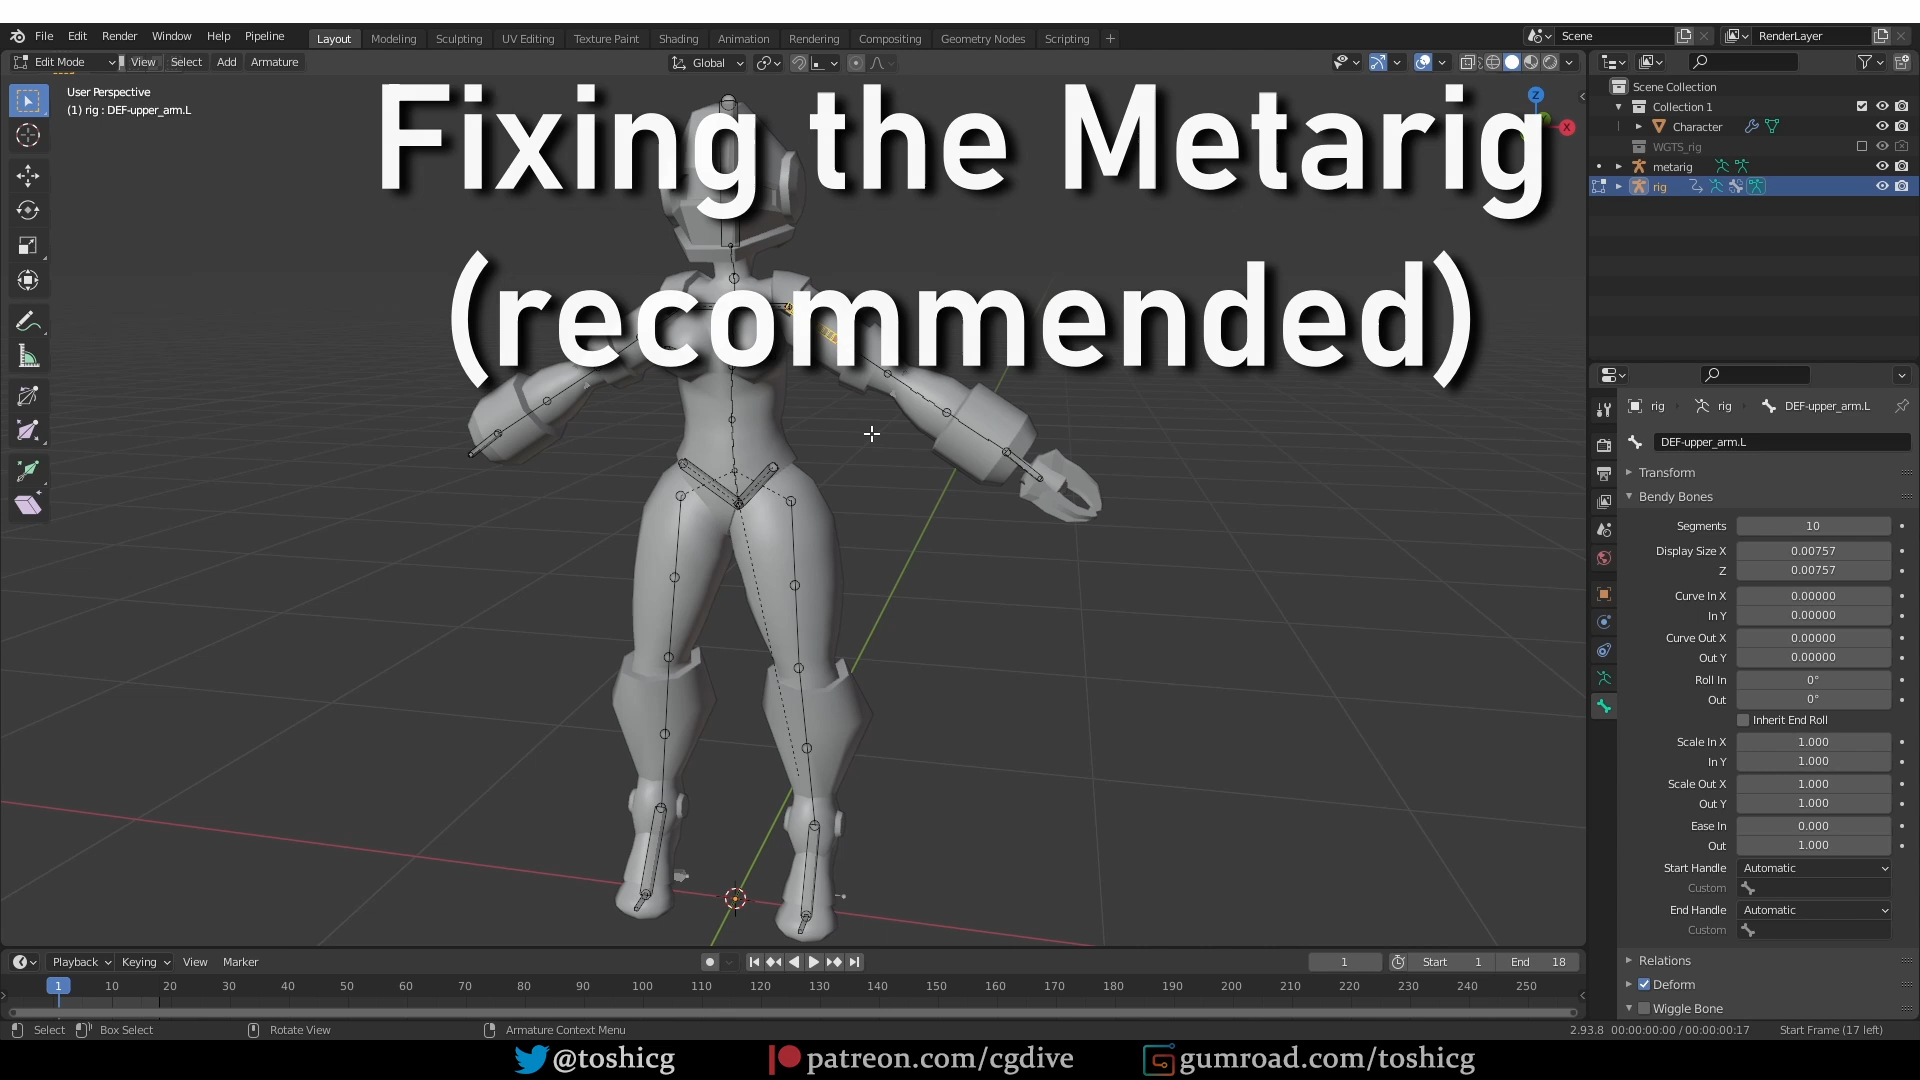 File Edit Render Window Help Pipeline Layout Modeling Sculpting UV Editing Texture Paint Shading Animation Rendering Compositing Geometry Nodes Scripting + Scene RenderLayer
Edit Mode View Select Add Armature Global
User Perspective
(1) rig : DEF-upper_arm.L
Fixing the Metarig
(recommended)
Z
X
Scene Collection
Collection 1
Character
WGTS_rig
metarig
rig
rig rig DEF-upper_arm.L
DEF-upper_arm.L
Transform
Bendy Bones
Segments 10
Display Size X 0.00757
Z 0.00757
Curve In X 0.00000
In Y 0.00000
Curve Out X 0.00000
Out Y 0.00000
Roll In 0°
Out 0°
Inherit End Roll
Scale In X 1.000
In Y 1.000
Scale Out X 1.000
Out Y 1.000
Ease In 0.000
Out 1.000
Start Handle Automatic
Custom
End Handle Automatic
Custom
Relations
Deform
Wiggle Bone
Playback Keying View Marker 1 Start 1 End 18
1 10 20 30 40 50 60 70 80 90 100 110 120 130 140 150 160 170 180 190 200 210 220 230 240 250
Select Box Select Rotate View Armature Context Menu 2.93.8 00:00:00:00 / 00:00:00:17 Start Frame (17 left)
@toshicg patreon.com/cgdive gumroad.com/toshicg